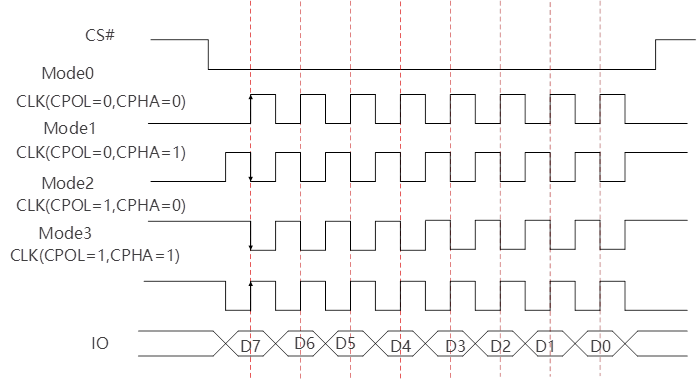 CS#
Mode0
CLK(CPOL=0,CPHA=0)
Mode1
CLK(CPOL=0,CPHA=1)
Mode2
CLK(CPOL=1,CPHA=0)
Mode3
CLK(CPOL=1,CPHA=1)
IO D7 D6 D5 D4 D3 D2 D1 D0